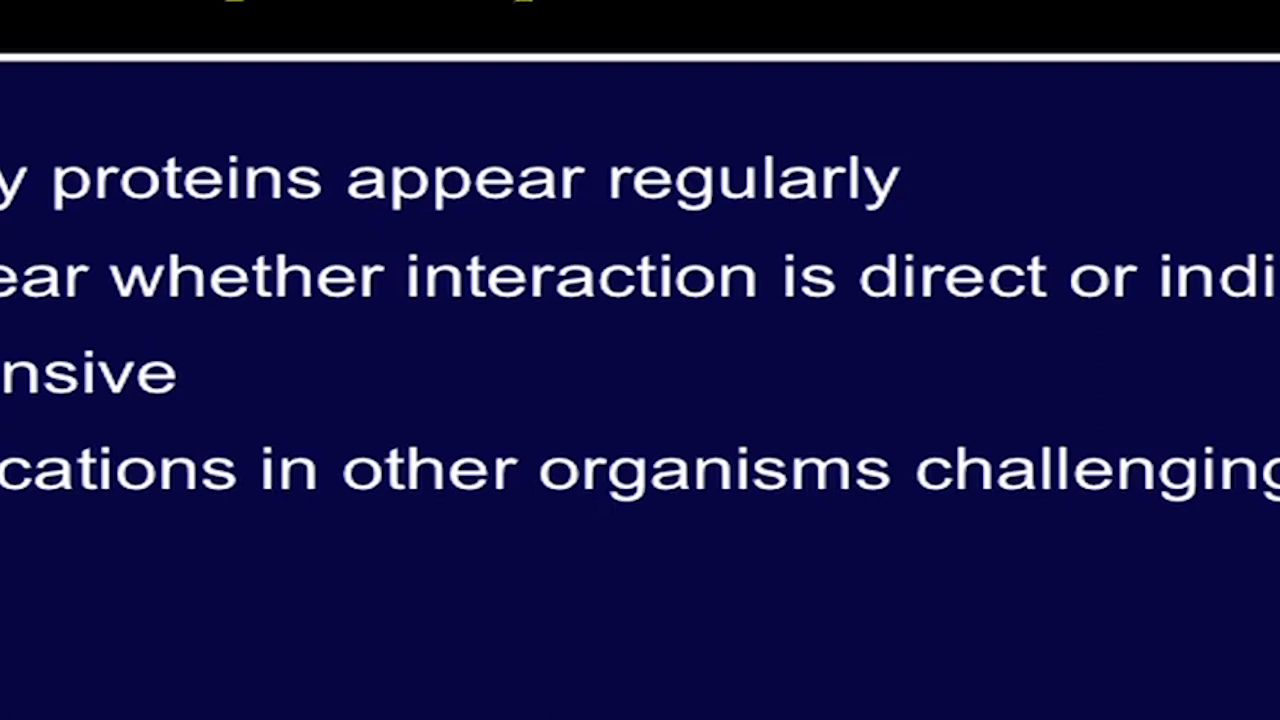 y proteins appear regularly
ear whether interaction is direct or indi
nsive
cations in other organisms challenging